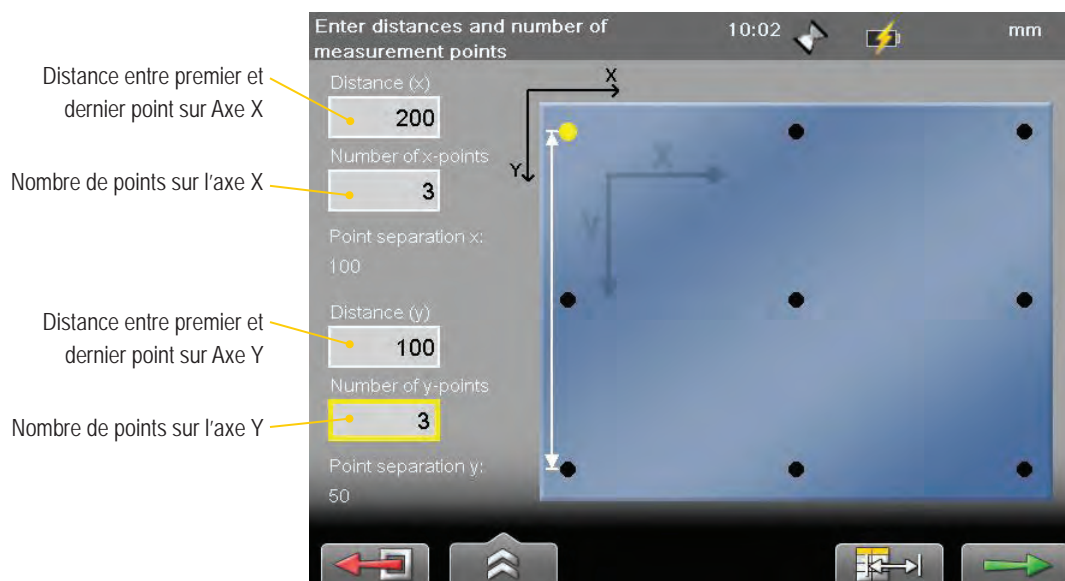 Enter distances and number of
measurement points
10:02
mm
Distance entre premier et
dernier point sur Axe X
Distance (x)
200
Number of x-points
Nombre de points sur l'axe X
3
Point separation x:
100
Distance entre premier et
dernier point sur Axe Y
Distance (y)
100
Number of y-points
Nombre de points sur l'axe Y
3
Point separation y:
50
X
Y
X
Y